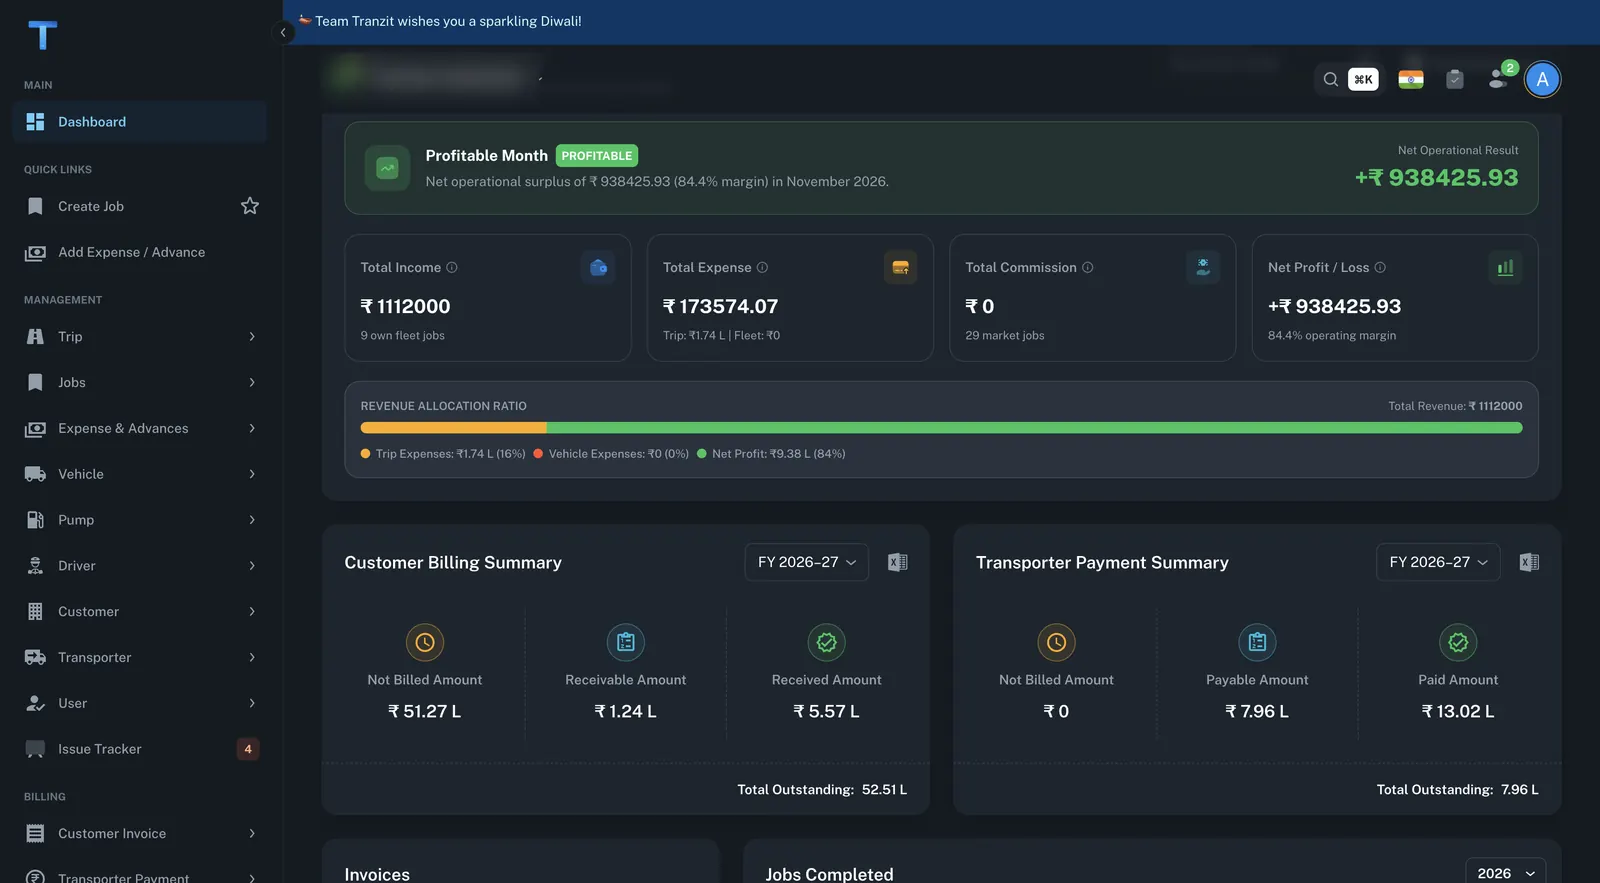 Team Tranzit wishes you a sparkling Diwali!
T
MAIN
Dashboard
QUICK LINKS
Create Job
Add Expense / Advance
MANAGEMENT
Trip
Jobs
Expense & Advances
Vehicle
Pump
Driver
Customer
Transporter
User
Issue Tracker
4
BILLING
Customer Invoice
Transporter Payment
⌘K
2
A
Profitable Month PROFITABLE
Net operational surplus of ₹ 938425.93 (84.4% margin) in November 2026.
Net Operational Result
+₹ 938425.93
Total Income
₹ 1112000
9 own fleet jobs
Total Expense
₹ 173574.07
Trip: ₹1.74 L | Fleet: ₹0
Total Commission
₹ 0
29 market jobs
Net Profit / Loss
+₹ 938425.93
84.4% operating margin
REVENUE ALLOCATION RATIO
Total Revenue: ₹ 1112000
Trip Expenses: ₹1.74 L (16%) Vehicle Expenses: ₹0 (0%) Net Profit: ₹9.38 L (84%)
Customer Billing Summary
FY 2026-27
Not Billed Amount
₹ 51.27 L
Receivable Amount
₹ 1.24 L
Received Amount
₹ 5.57 L
Total Outstanding: 52.51 L
Transporter Payment Summary
FY 2026-27
Not Billed Amount
₹ 0
Payable Amount
₹ 7.96 L
Paid Amount
₹ 13.02 L
Total Outstanding: 7.96 L
Invoices
Jobs Completed
2026